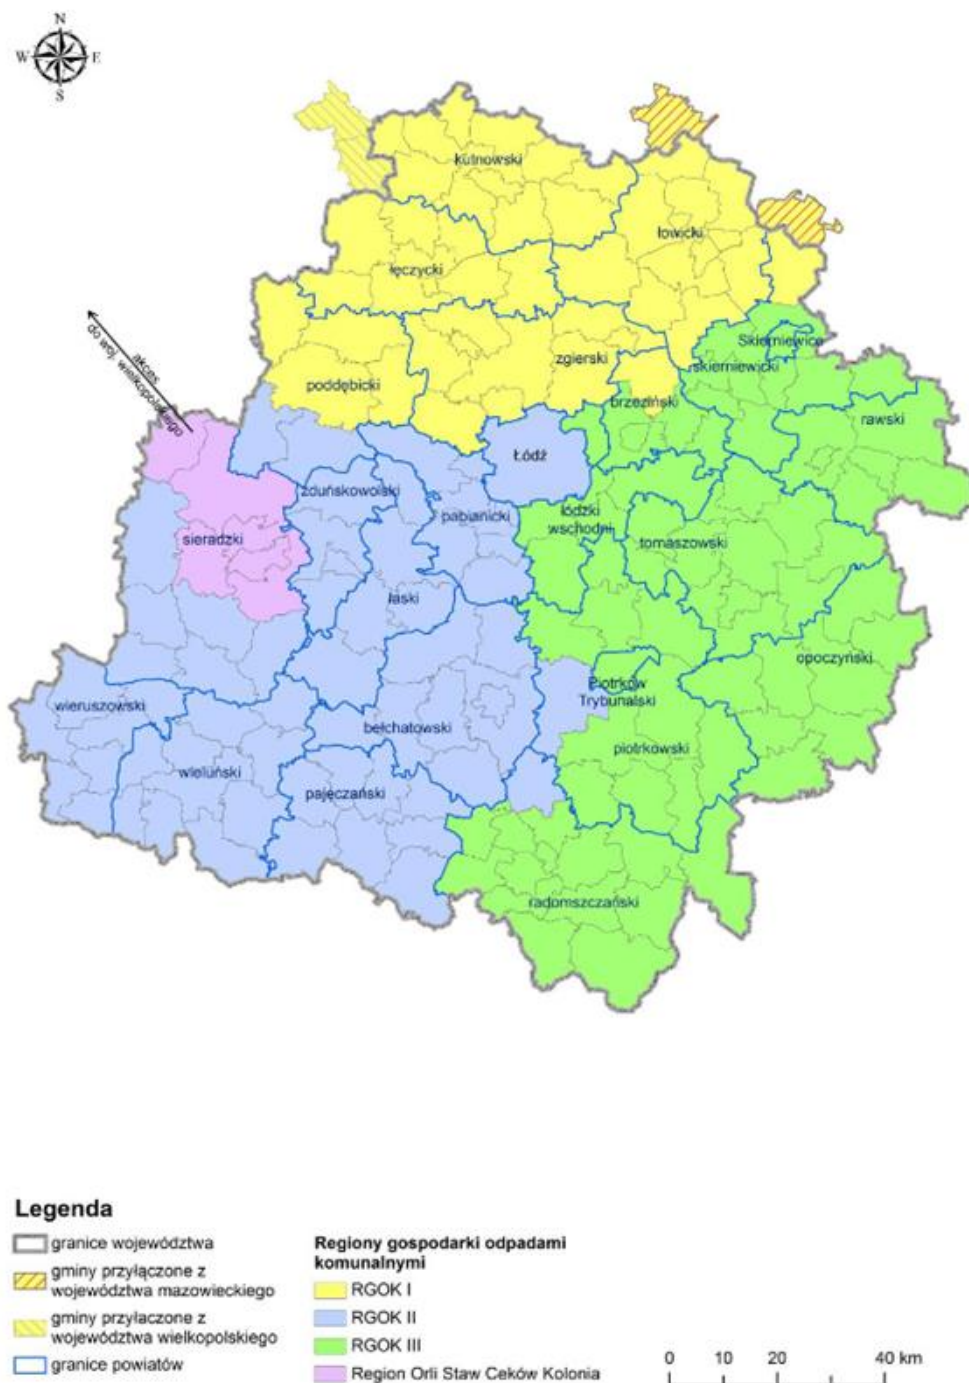 N
W E
S
kutnowski
łowicki
łęczycki
zgierski
Skierniewice
skierniewicki
akces
do woj. wielkopolskiego
poddębicki
brzeziński
rawski
Łódź
zduńskowolski
pabianicki
łódzki
wschodni
sieradzki
tomaszowski
łaski
opoczyński
Piotrków
Trybunalski
wieruszowski
bełchatowski
piotrkowski
wieluński
pajęczański
radomszczański
Legenda
granice województwa
gminy przyłączone z
województwa mazowieckiego
gminy przyłaczone z
województwa wielkopolskiego
granice powiatów
Regiony gospodarki odpadami
komunalnymi
RGOK I
RGOK II
RGOK III
Region Orli Staw Ceków Kolonia
0 10 20 40 km